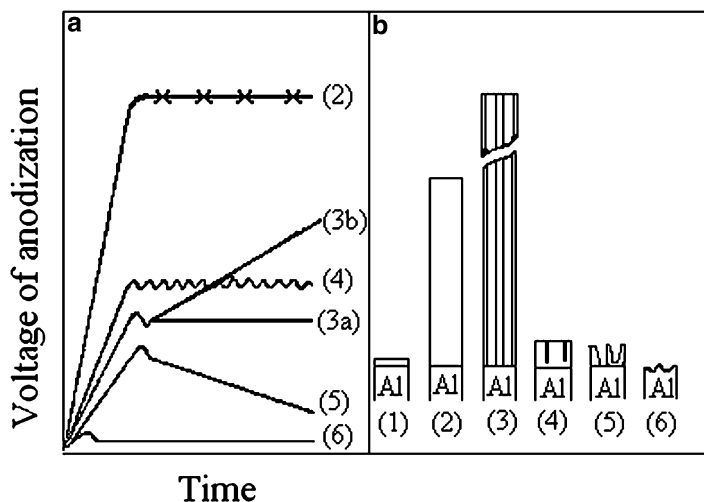 a
b
Voltage of anodization
(2)
(3b)
(4)
(3a)
(5)
(6)
Time
Al Al Al Al Al Al
(1) (2) (3) (4) (5) (6)